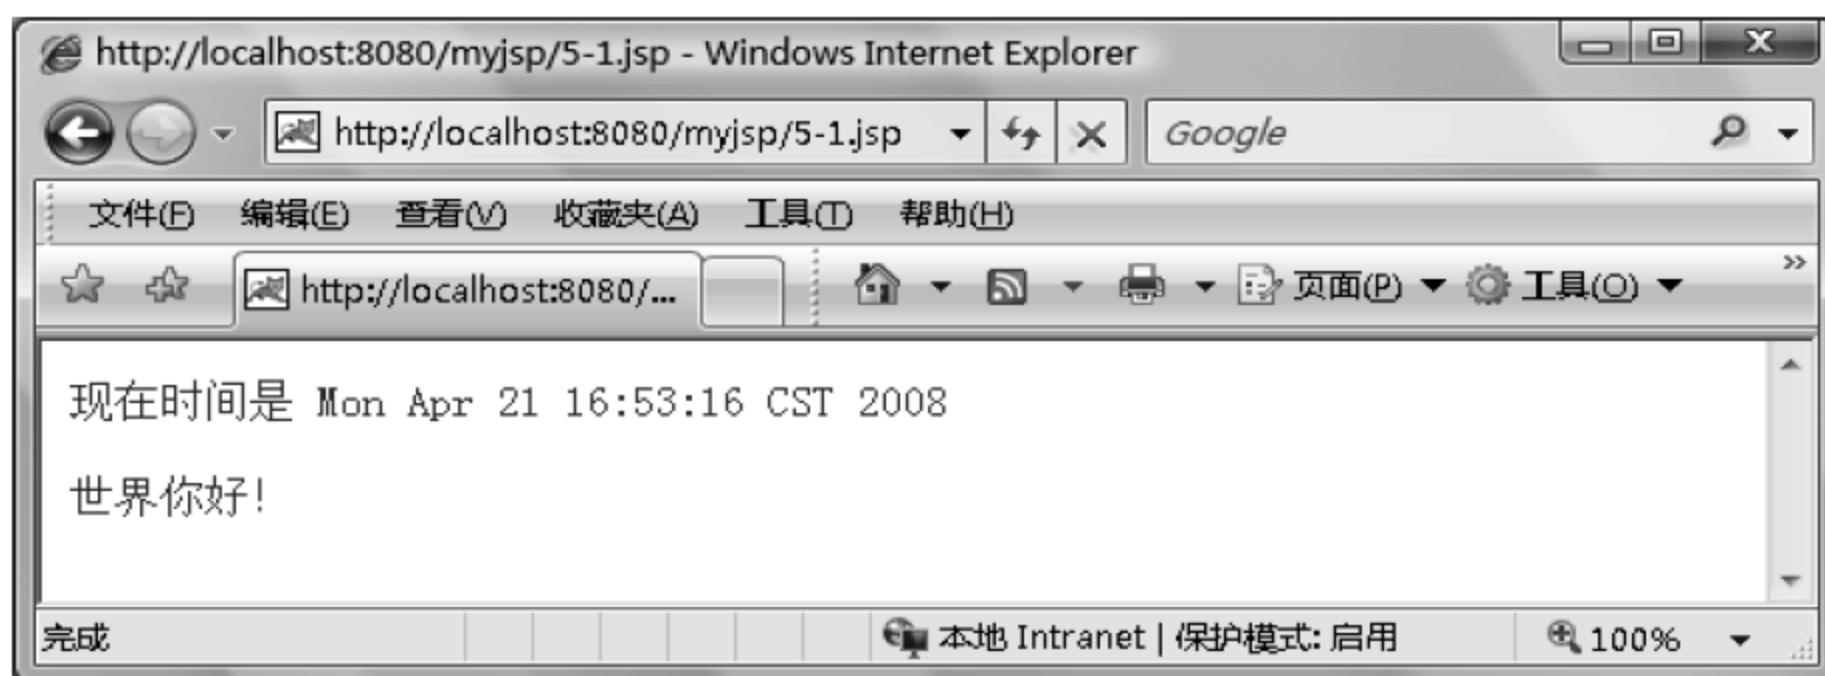 http://localhost:8080/myjsp/5-1.jsp - Windows Internet Explorer
http://localhost:8080/myjsp/5-1.jsp Google
文件(F) 编辑(E) 查看(V) 收藏夹(A) 工具(T) 帮助(H)
http://localhost:8080/... 页面(P) 工具(O) »
现在时间是 Mon Apr 21 16:53:16 CST 2008
世界你好!
完成 本地 Intranet | 保护模式: 启用 100%